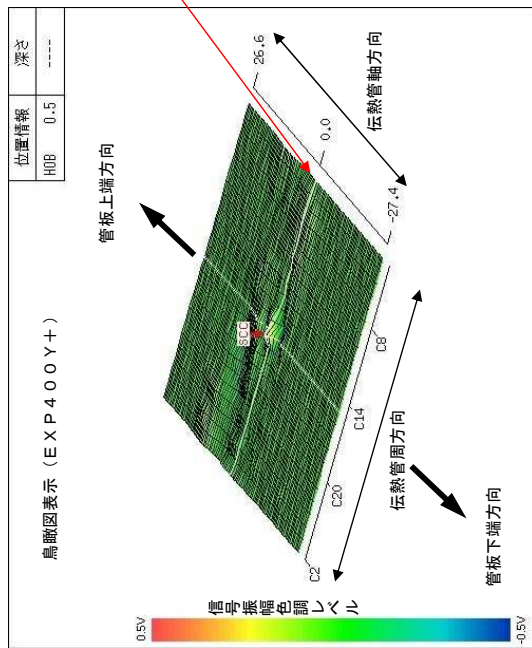 鳥瞰図表示(EXP400Y+)
位置情報 深さ
HOB 0.5 ----
管板上端方向
SCC
26.6
0.0
-27.4
伝熱管軸方向
C2
C20
C14
C8
伝熱管周方向
管板下端方向
0.5V
信号振幅色調レベル
-0.5V